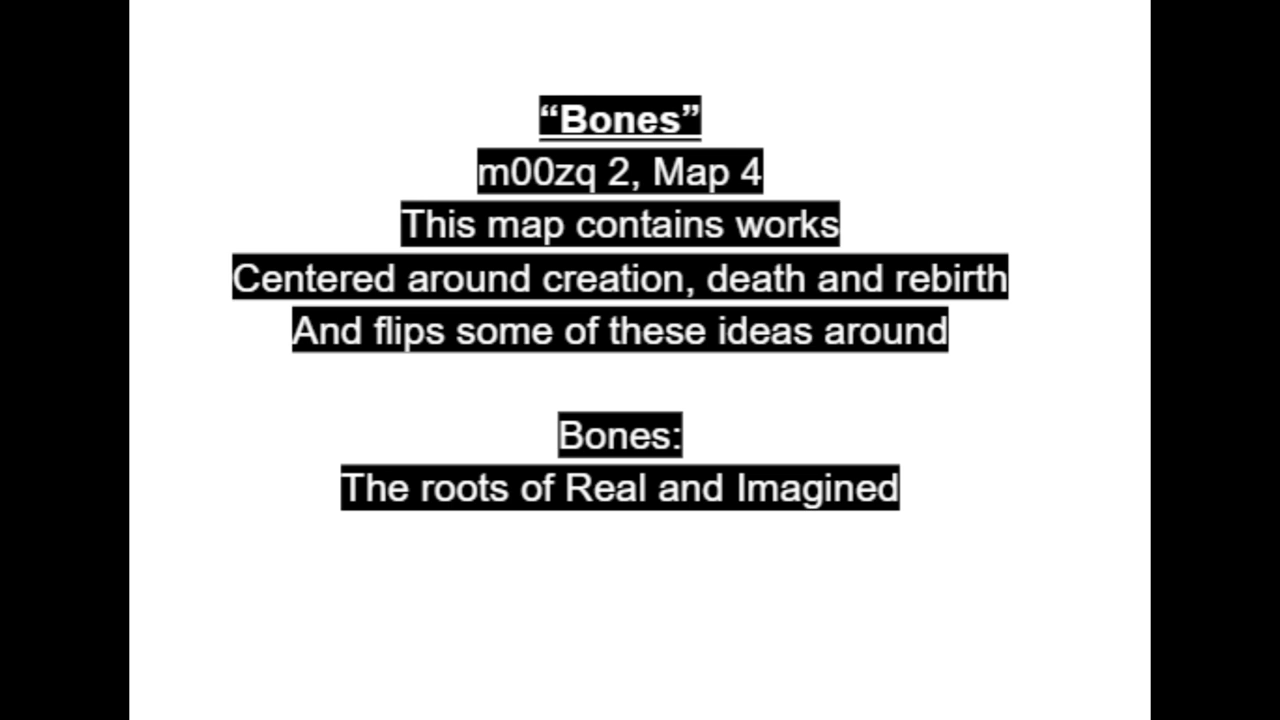 “Bones”
m00zq 2, Map 4
This map contains works
Centered around creation, death and rebirth
And flips some of these ideas around
Bones:
The roots of Real and Imagined